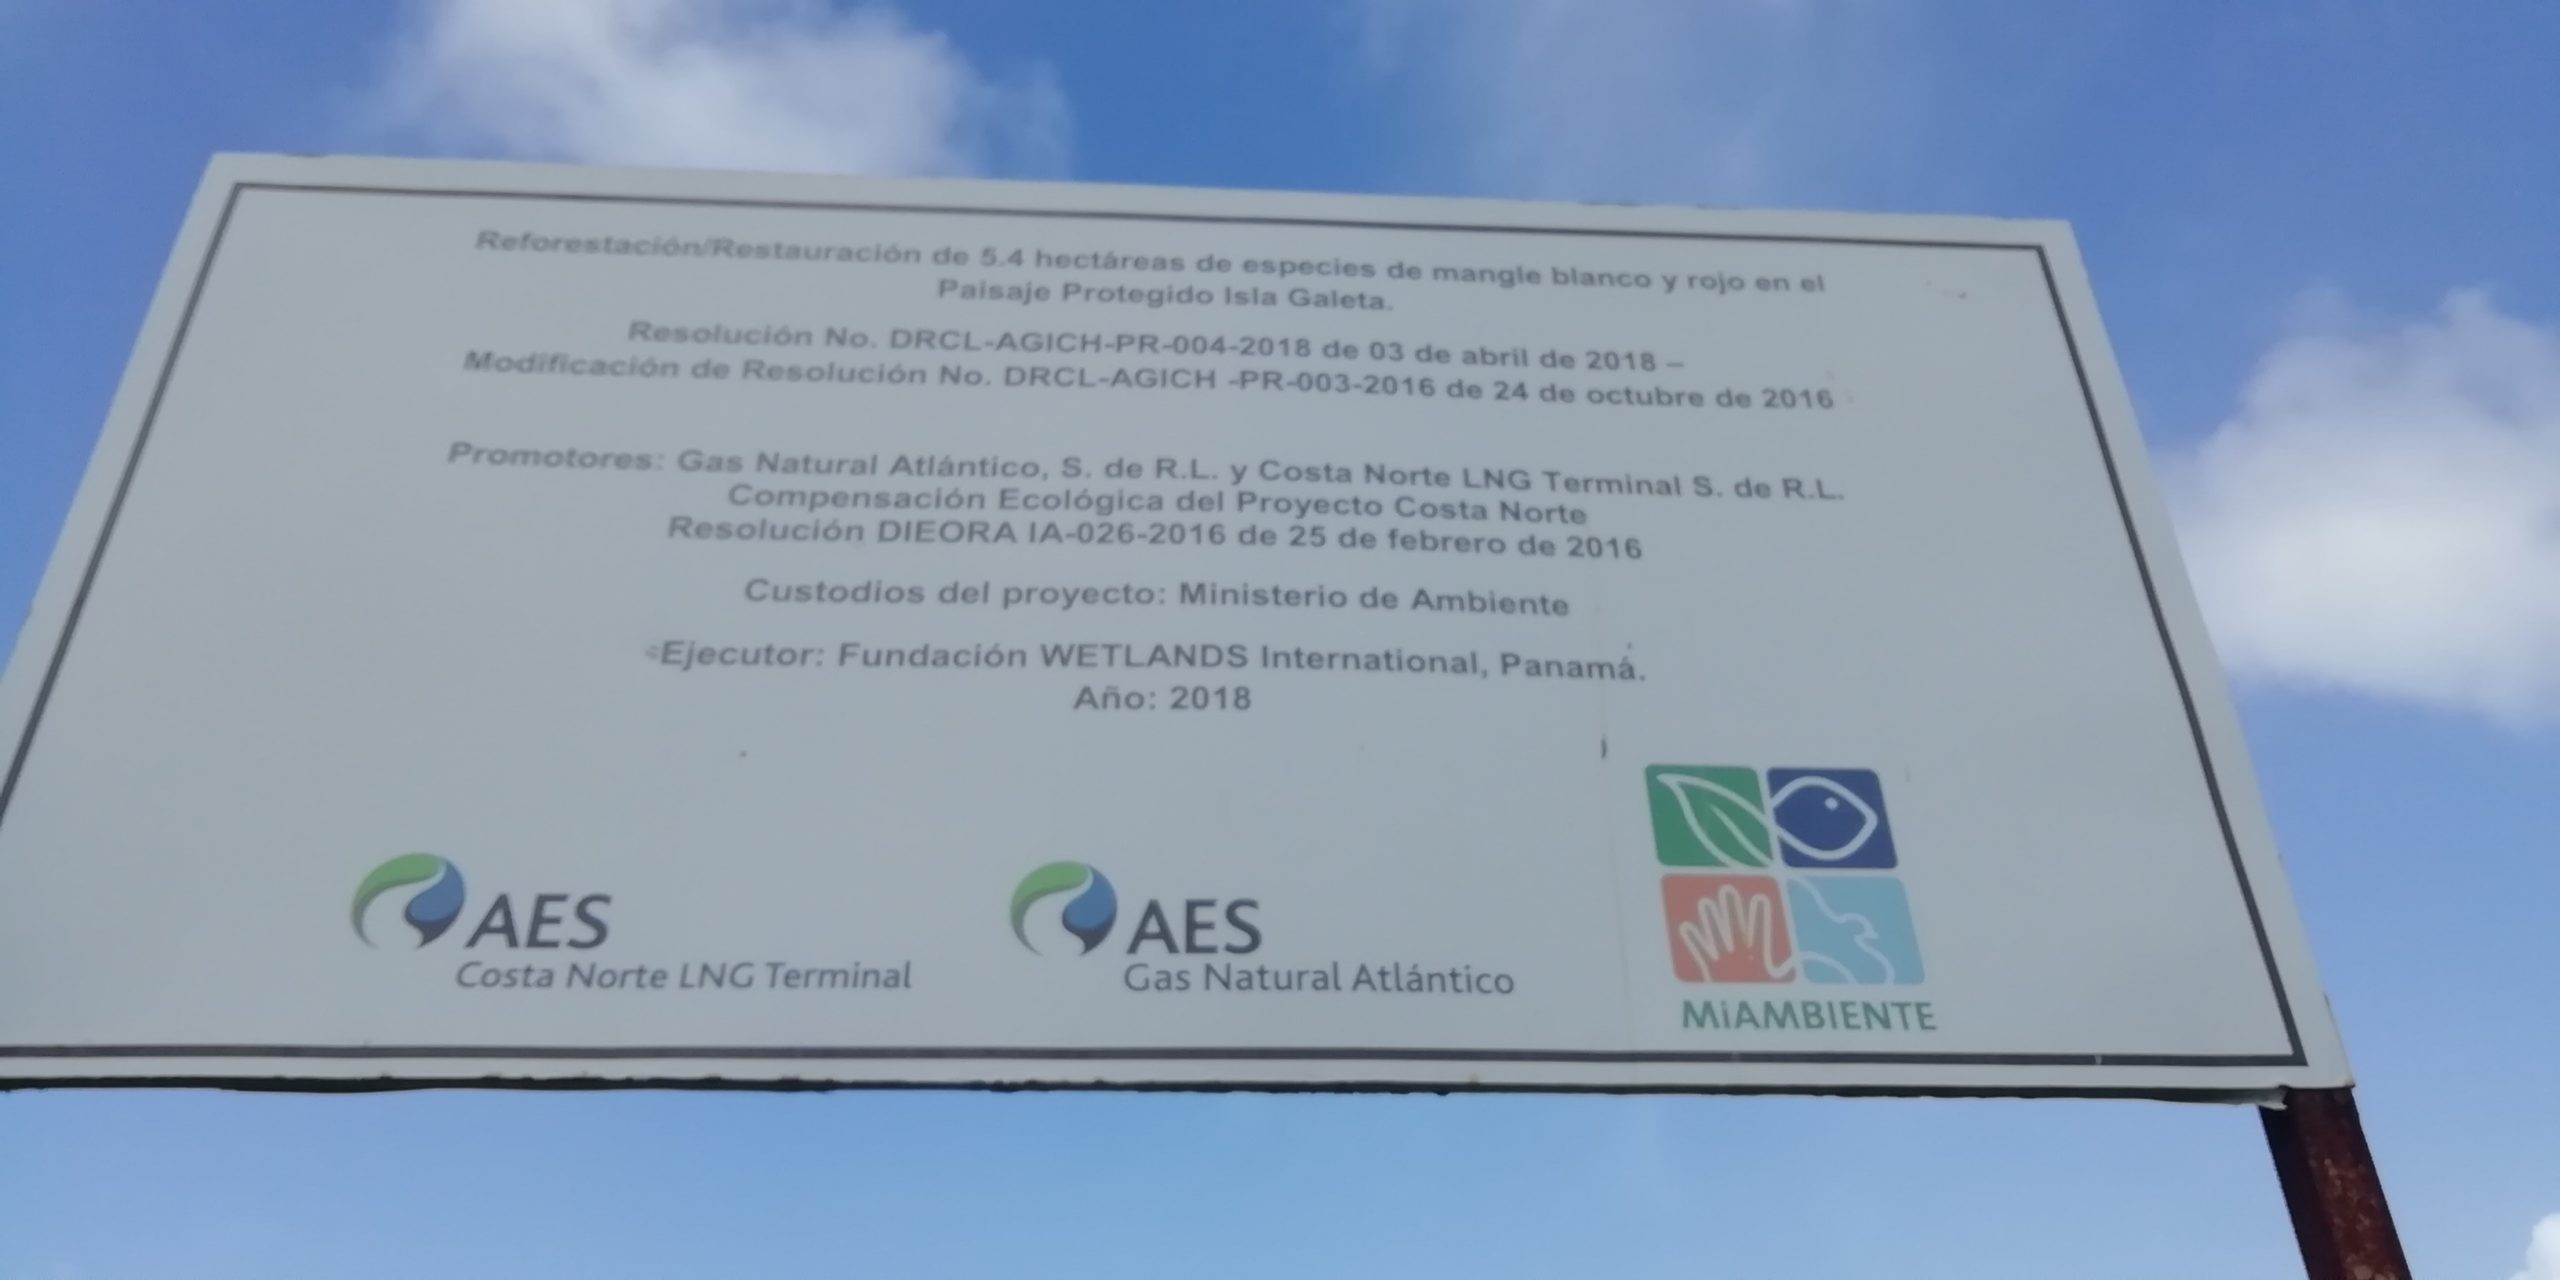 Reforestación/Restauración de 5.4 hectáreas de especies de mangle blanco y rojo en el
Paisaje Protegido Isla Galeta.
Resolución No. DRCL-AGICH-PR-004-2018 de 03 de abril de 2018 –
Modificación de Resolución No. DRCL-AGICH -PR-003-2016 de 24 de octubre de 2016
Promotores: Gas Natural Atlántico, S. de R.L. y Costa Norte LNG Terminal S. de R.L.
Compensación Ecológica del Proyecto Costa Norte
Resolución DIEORA IA-026-2016 de 25 de febrero de 2016
Custodios del proyecto: Ministerio de Ambiente
Ejecutor: Fundación WETLANDS International, Panamá.
Año: 2018
AES
Costa Norte LNG Terminal
AES
Gas Natural Atlántico
MiAMBIENTE